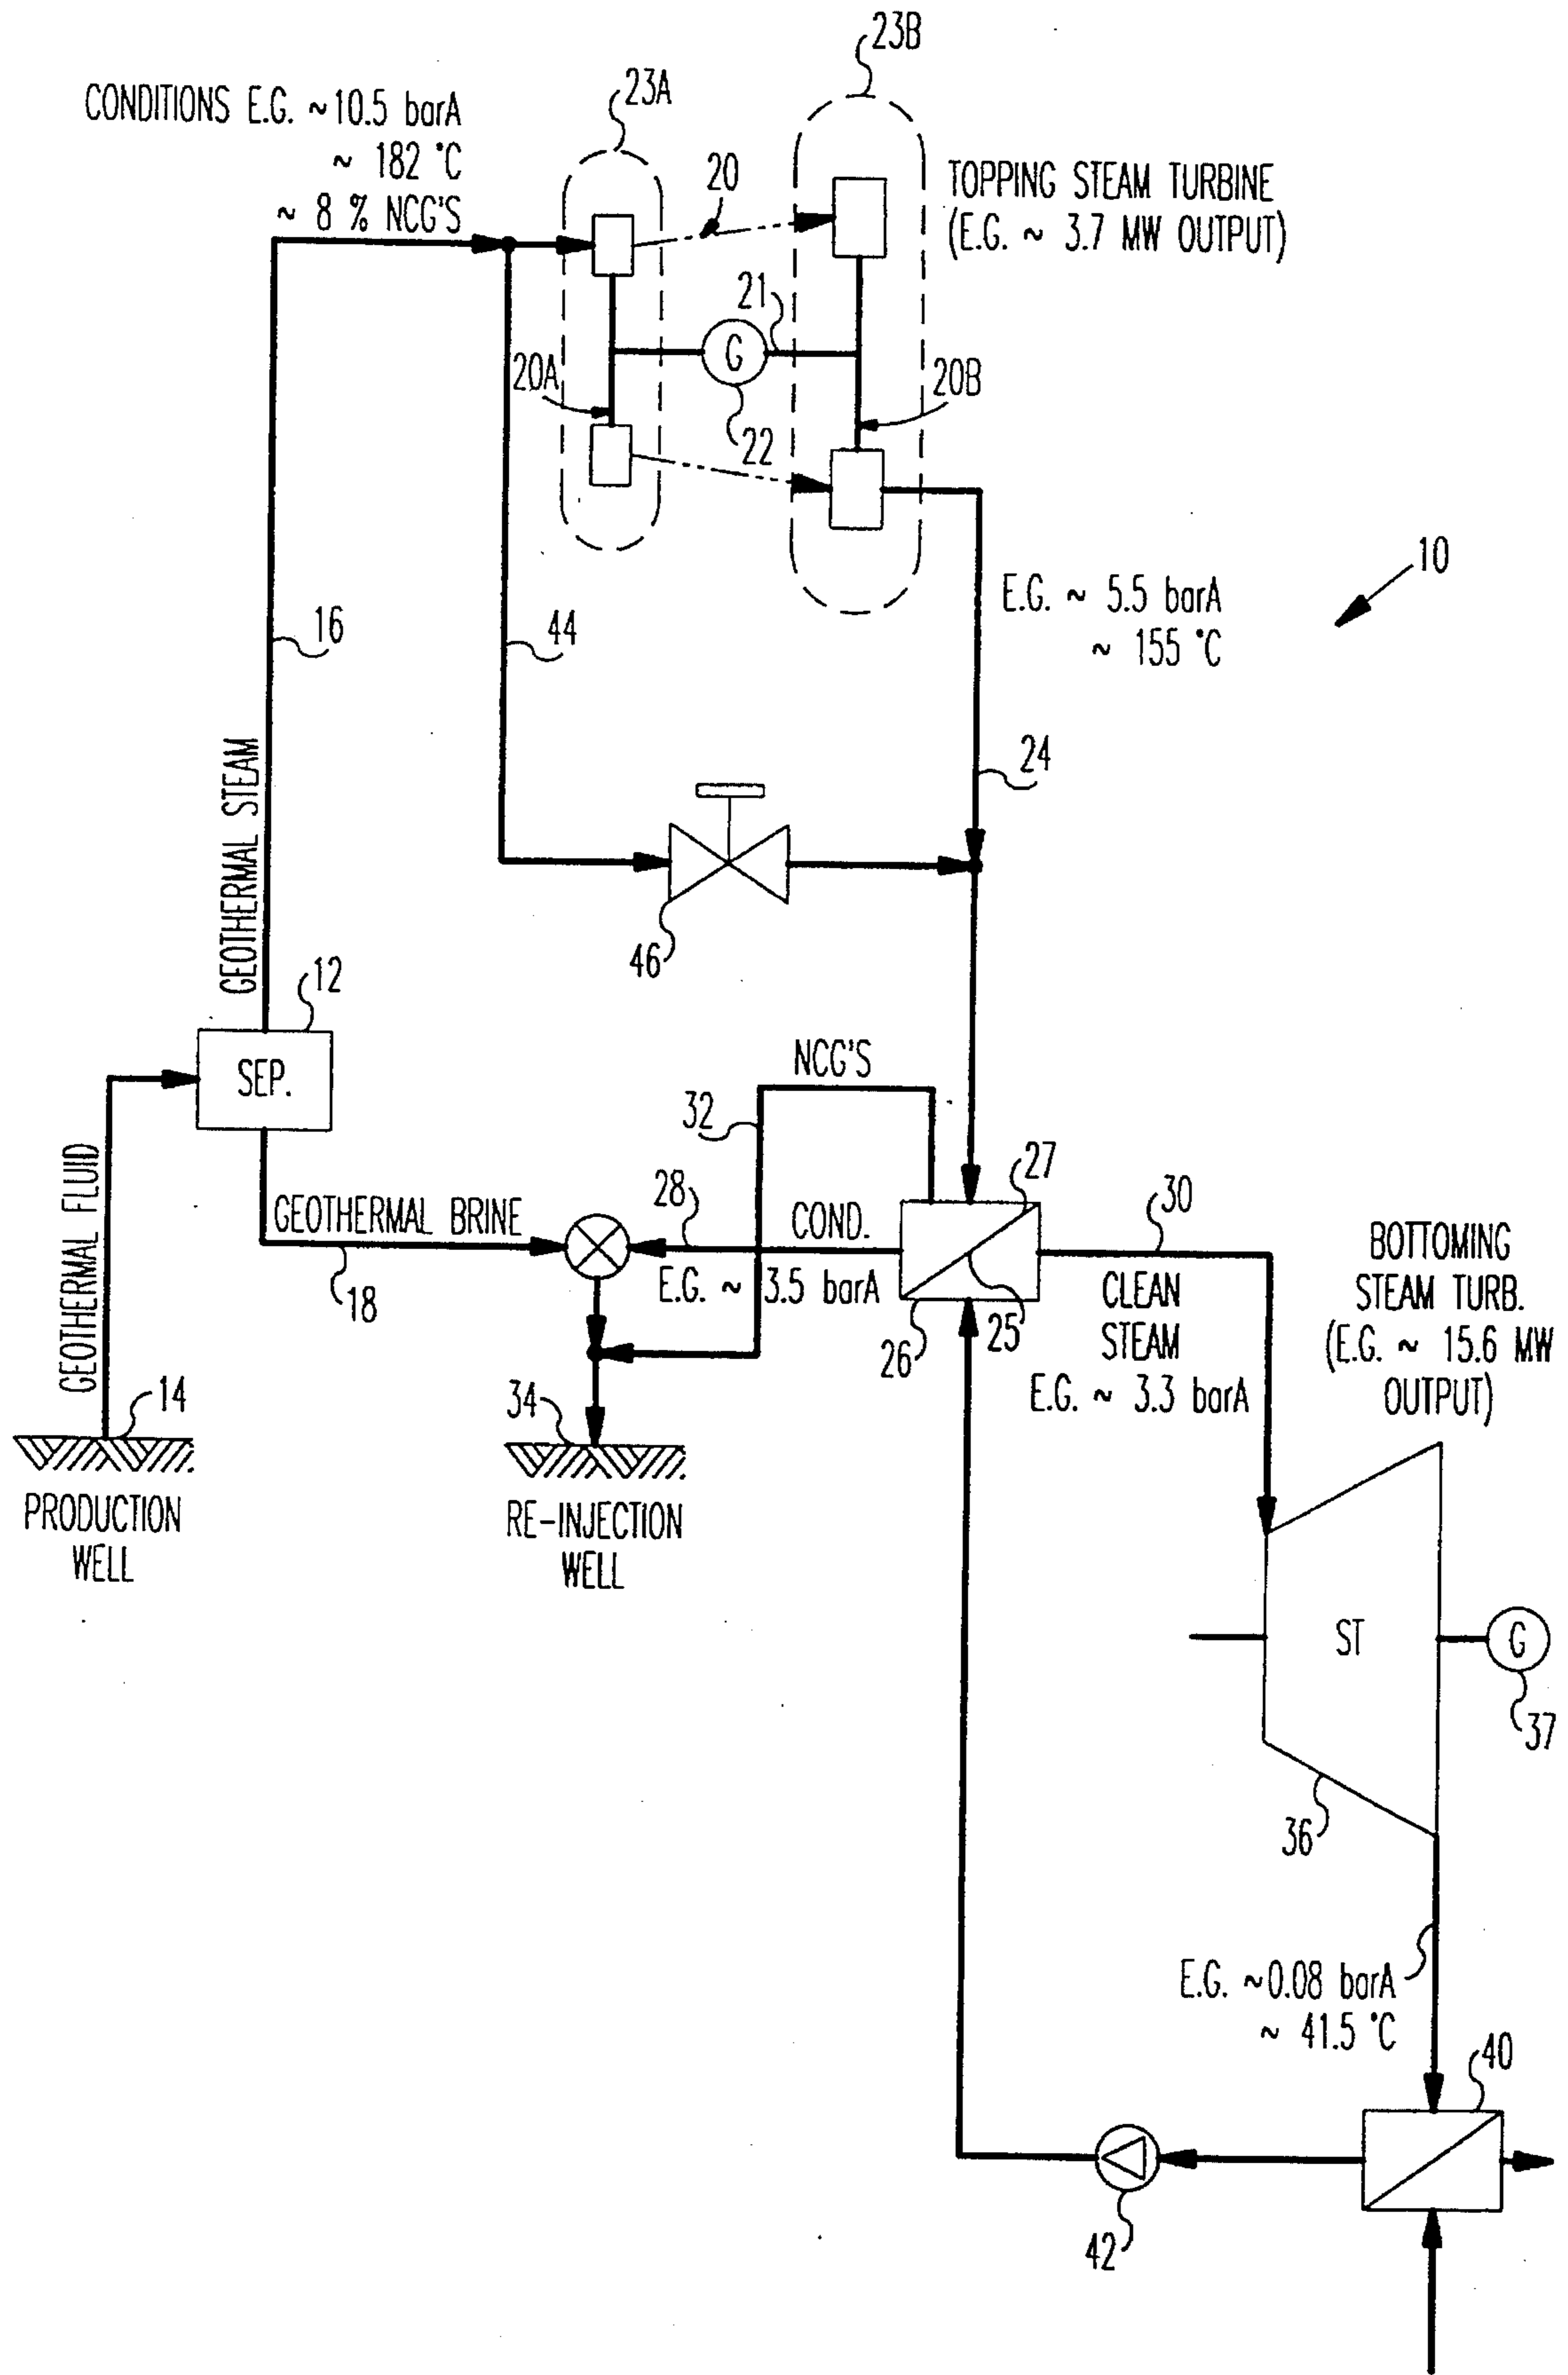 23B
23A
CONDITIONS E.G. ~10.5 barA
~ 182 °C
~ 8 % NCG'S
20
TOPPING STEAM TURBINE
(E.G. ~ 3.7 MW OUTPUT)
21
G
20A
20B
22
10
E.G. ~ 5.5 barA
~ 155 °C
16
44
24
GEOTHERMAL STEAM
46
12
SEP.
NCG'S
32
27
GEOTHERMAL FLUID
28
COND.
30
GEOTHERMAL BRINE
BOTTOMING
STEAM TURB.
(E.G. ~ 15.6 MW
OUTPUT)
18
E.G. ~ 3.5 barA
26
25
CLEAN
STEAM
E.G. ~ 3.3 barA
14
34
PRODUCTION
WELL
RE-INJECTION
WELL
ST
G
37
36
E.G. ~0.08 barA
~ 41.5 °C
40
42